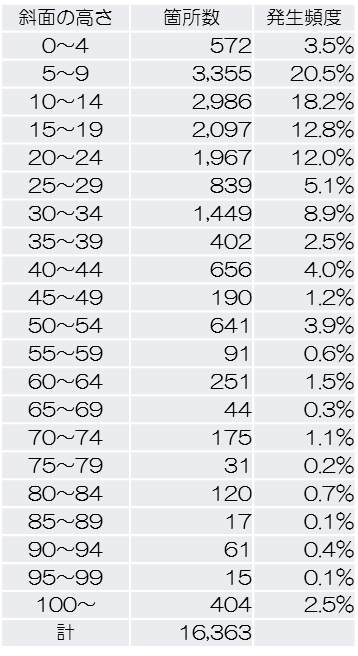 斜面の高さ 箇所数 発生頻度
0～4 572 3.5%
5～9 3,355 20.5%
10～14 2,986 18.2%
15～19 2,097 12.8%
20～24 1,967 12.0%
25～29 839 5.1%
30～34 1,449 8.9%
35～39 402 2.5%
40～44 656 4.0%
45～49 190 1.2%
50～54 641 3.9%
55～59 91 0.6%
60～64 251 1.5%
65～69 44 0.3%
70～74 175 1.1%
75～79 31 0.2%
80～84 120 0.7%
85～89 17 0.1%
90～94 61 0.4%
95～99 15 0.1%
100～ 404 2.5%
計 16,363